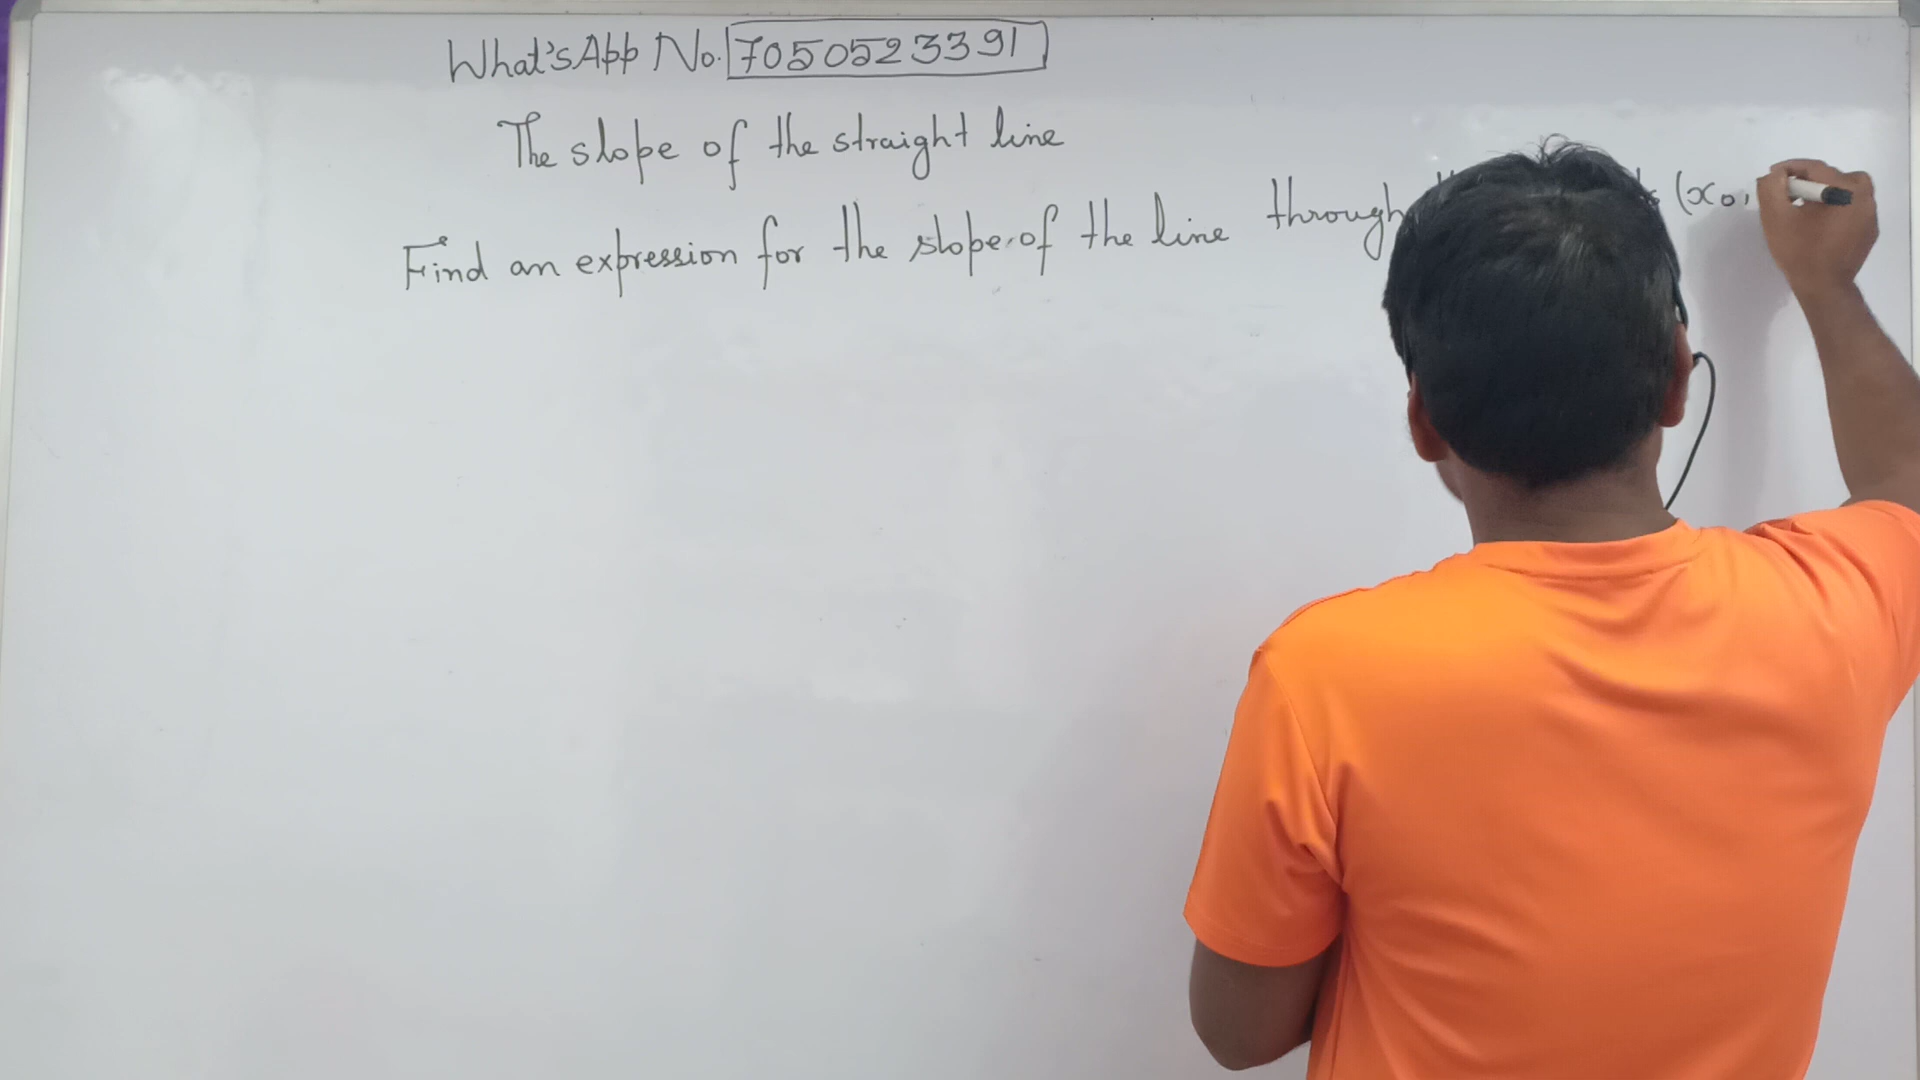 What'sApp No. 7050523391
The slope of the straight line
Find an expression for the slope of the line through (x0,